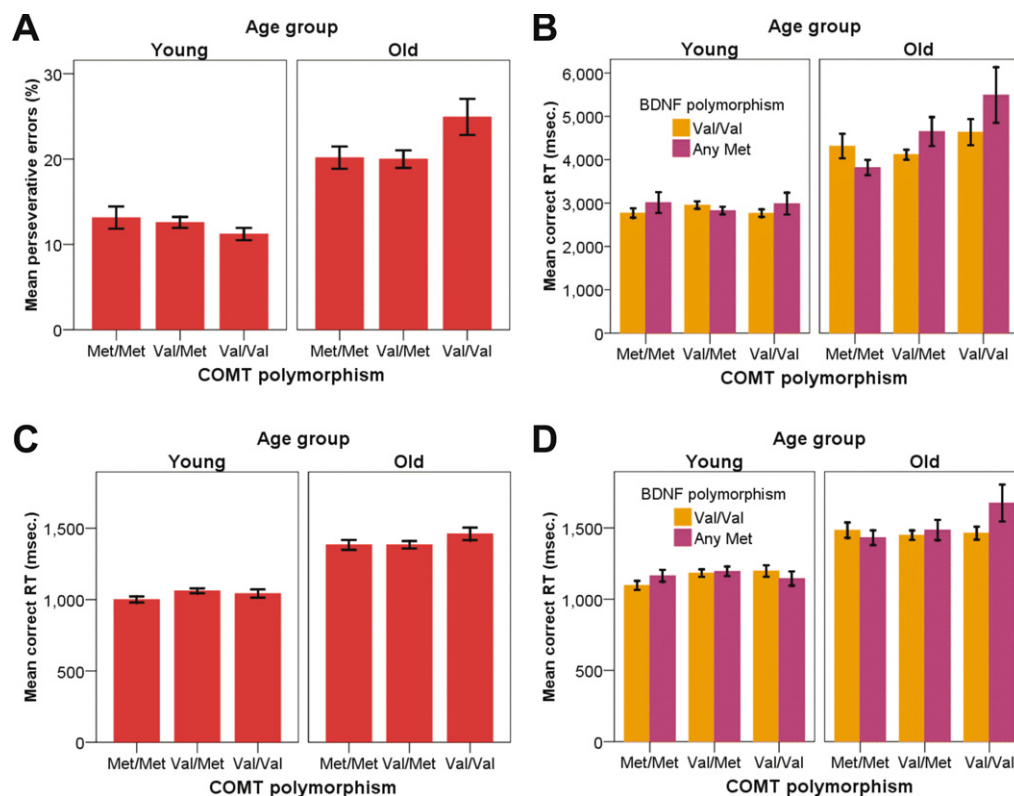 A
Age group
Young Old
Mean perseverative errors (%)
30
20
10
0
Met/Met Val/Met Val/Val Met/Met Val/Met Val/Val
COMT polymorphism
B
Age group
Young Old
Mean correct RT (msec.)
6,000
5,000
4,000
3,000
2,000
1,000
0
BDNF polymorphism
Val/Val
Any Met
Met/Met Val/Met Val/Val Met/Met Val/Met Val/Val
COMT polymorphism
C
Age group
Young Old
Mean correct RT (msec.)
1,500
1,000
500
0
Met/Met Val/Met Val/Val Met/Met Val/Met Val/Val
COMT polymorphism
D
Age group
Young Old
Mean correct RT (msec.)
1,500
1,000
500
0
BDNF polymorphism
Val/Val
Any Met
Met/Met Val/Met Val/Val Met/Met Val/Met Val/Val
COMT polymorphism